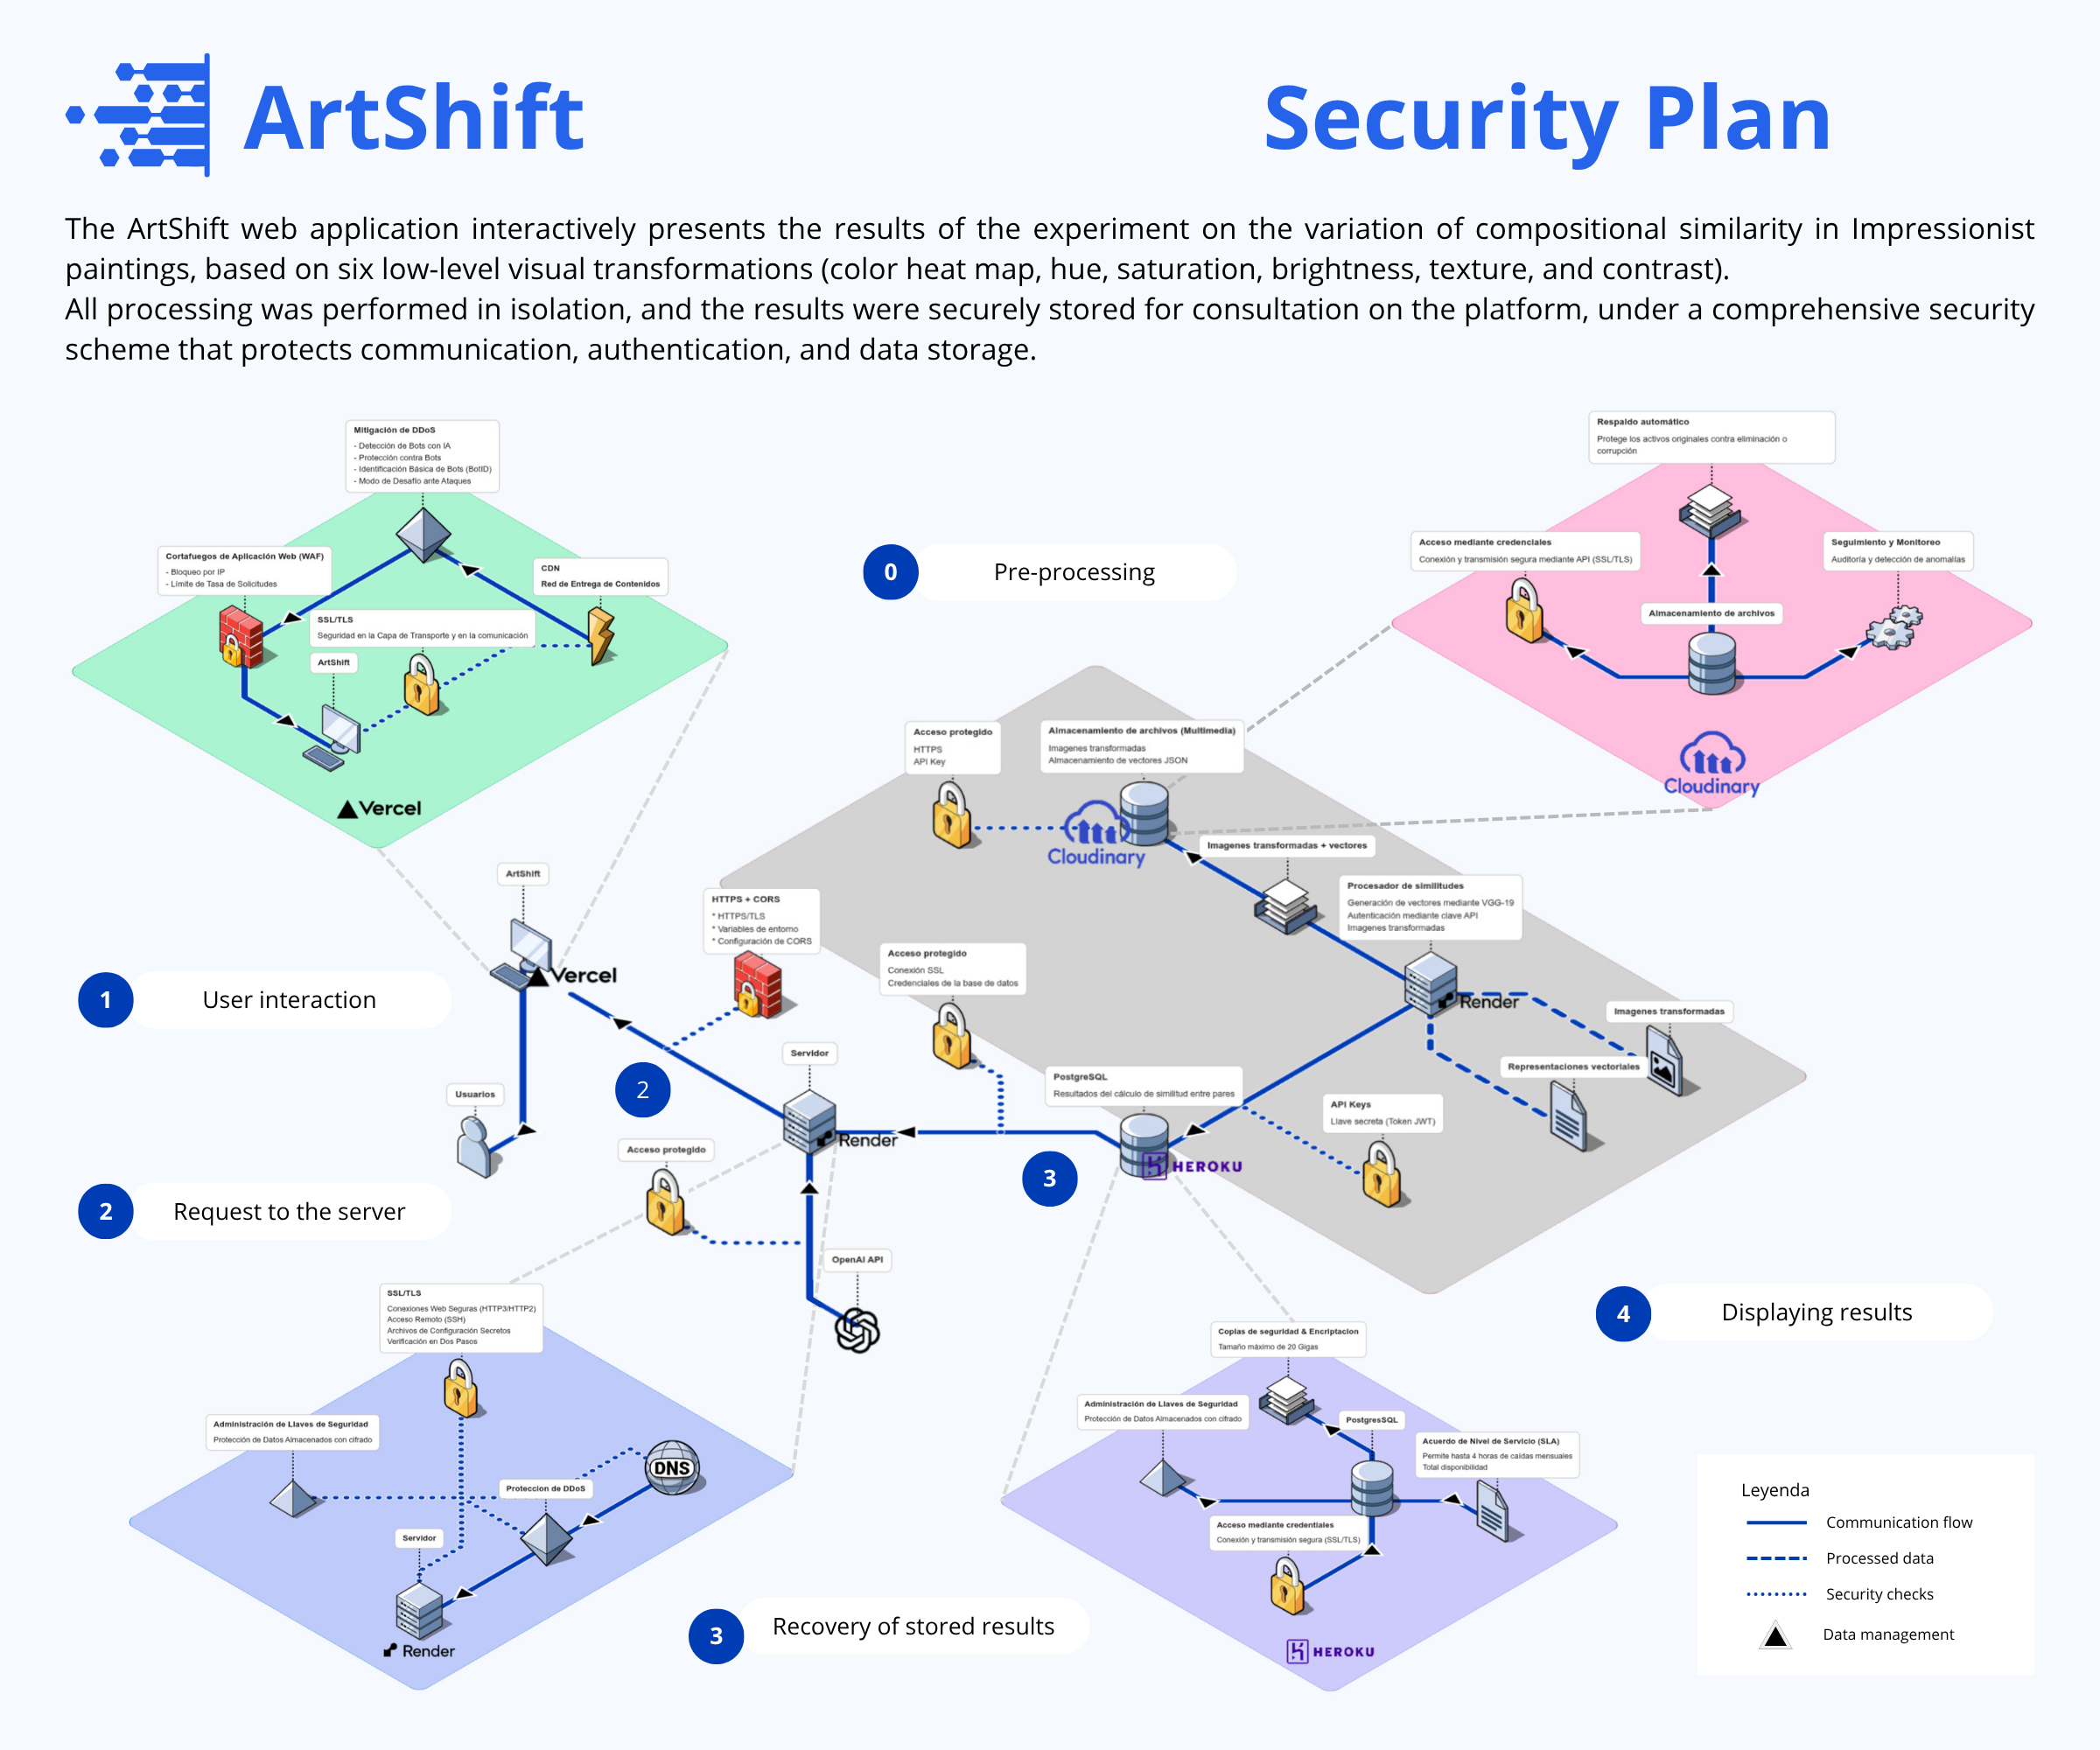 ArtShift
Security Plan
The ArtShift web application interactively presents the results of the experiment on the variation of compositional similarity in Impressionist
paintings, based on six low-level visual transformations (color heat map, hue, saturation, brightness, texture, and contrast).
All processing was performed in isolation, and the results were securely stored for consultation on the platform, under a comprehensive security
scheme that protects communication, authentication, and data storage.
Mitigación de DDoS
- Detección de Bots con IA
- Protección contra Bots
- Identificación Básica de Bots (BotID)
- Modo de Desafío ante Ataques
Cortafuegos de Aplicación Web (WAF)
- Bloqueo por IP
- Límite de Tasa de Solicitudes
CDN
Red de Entrega de Contenidos
SSL/TLS
Seguridad en la Capa de Transporte y en la comunicación
ArtShift
Vercel
0
Pre-processing
Respaldo automático
Protege los activos originales contra eliminación o
corrupción
Acceso mediante credenciales
Conexión y transmisión segura mediante API (SSL/TLS)
Seguimiento y Monitoreo
Auditoría y detección de anomalías
Almacenamiento de archivos
Cloudinary
Acceso protegido
HTTPS
API Key
Almacenamiento de archivos (Multimedia)
Imagenes transformadas
Almacenamiento de vectores JSON
Cloudinary
Imagenes transformadas + vectores
Procesador de similitudes
Generación de vectores mediante VGG-19
Autenticación mediante clave API
Imagenes transformadas
Render
Imagenes transformadas
Representaciones vectoriales
ArtShift
Vercel
HTTPS + CORS
* HTTPS/TLS
* Variables de entorno
* Configuración de CORS
Acceso protegido
Conexión SSL
Credenciales de la base de datos
1
User interaction
2
Servidor
Render
PostgreSQL
Resultados del cálculo de similitud entre pares
HEROKU
API Keys
Llave secreta (Token JWT)
Usuarios
Acceso protegido
3
2
Request to the server
OpenAI API
SSL/TLS
Conexiones Web Seguras (HTTP3/HTTP2)
Acceso Remoto (SSH)
Archivos de Configuración Secretos
Verificación en Dos Pasos
Administración de Llaves de Seguridad
Protección de Datos Almacenados con cifrado
DNS
Proteccion de DDoS
Servidor
Render
4
Displaying results
Copias de seguridad & Encriptacion
Tamaño máximo de 20 Gigas
Administración de Llaves de Seguridad
Protección de Datos Almacenados con cifrado
PostgresSQL
Acuerdo de Nivel de Servicio (SLA)
Permite hasta 4 horas de caídas mensuales
Total disponibilidad
Acceso mediante credentiales
Conexión y transmisión segura (SSL/TLS)
HEROKU
3
Recovery of stored results
Leyenda
Communication flow
Processed data
Security checks
Data management